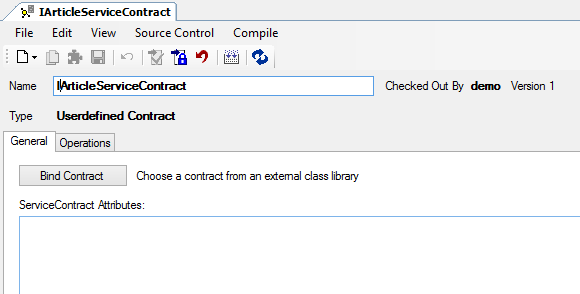 IArticleServiceContract
File Edit View Source Control Compile
Name IArticleServiceContract Checked Out By demo Version 1
Type Userdefined Contract
General Operations
Bind Contract Choose a contract from an external class library
ServiceContract Attributes: